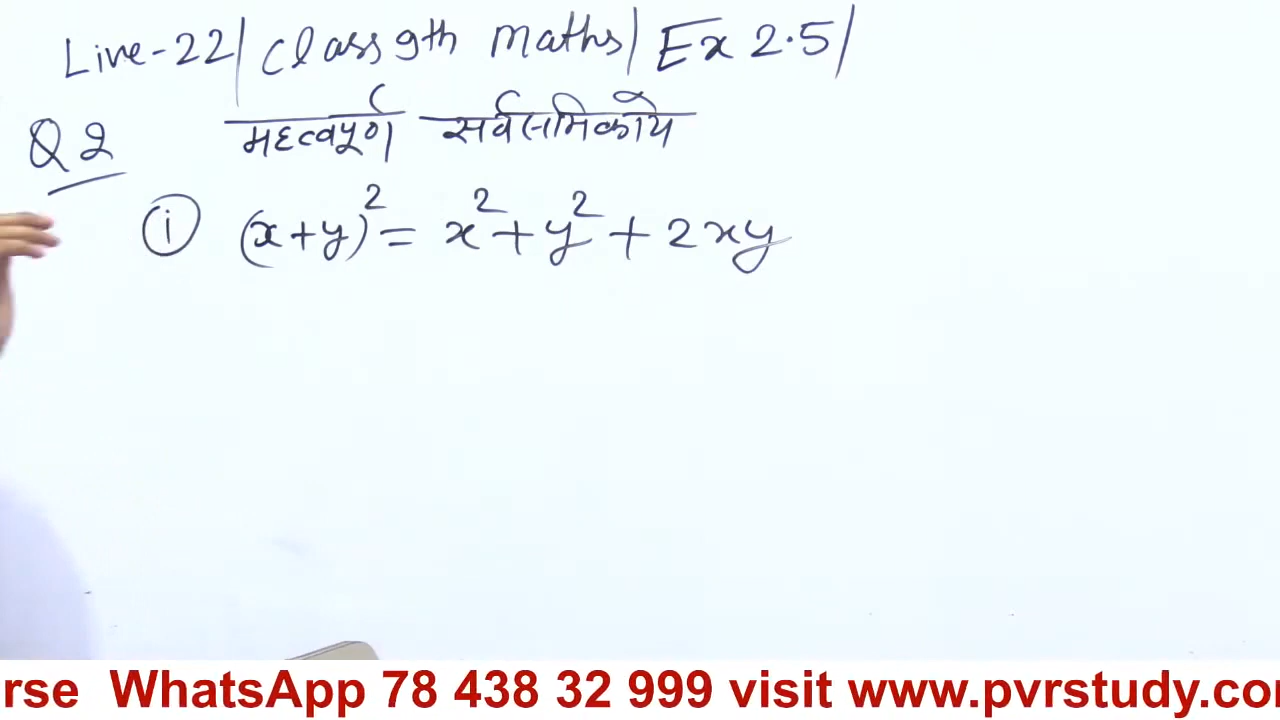 Live-22/ Class 9th maths/ Ex 2.5/
महत्वपूर्ण सर्वसमिकायें
Q 2
(i) (x+y)² = x² + y² + 2xy
rse WhatsApp 78 438 32 999 visit www.pvrstudy.co